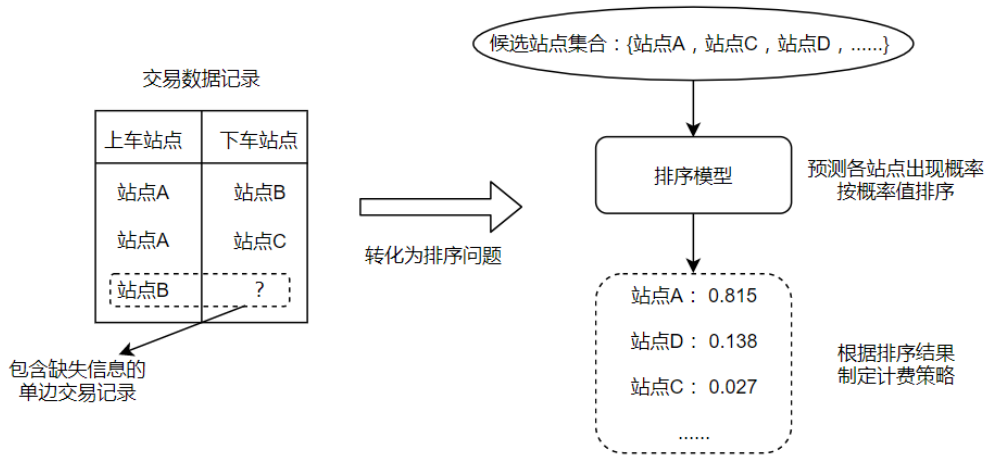 候选站点集合：{站点A，站点C，站点D，......}
交易数据记录
上车站点 下车站点
站点A 站点B
站点A 站点C
站点B ？
包含缺失信息的
单边交易记录
转化为排序问题
排序模型
预测各站点出现概率
按概率值排序
站点A： 0.815
站点D： 0.138
站点C： 0.027
......
根据排序结果
制定计费策略